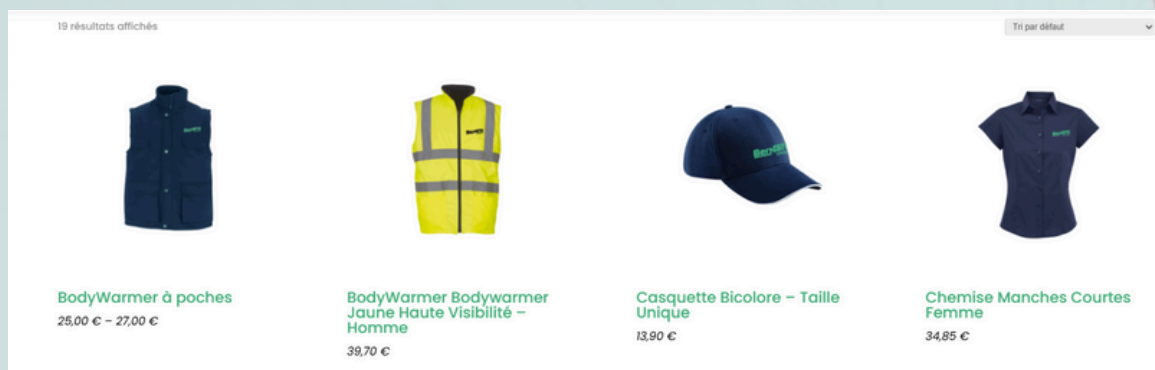 19 résultats affichés
Tri par défaut
BodyWarmer à poches
25,00 € – 27,00 €
BodyWarmer Bodywarmer
Jaune Haute Visibilité –
Homme
39,70 €
Casquette Bicolore – Taille
Unique
13,90 €
Chemise Manches Courtes
Femme
34,85 €